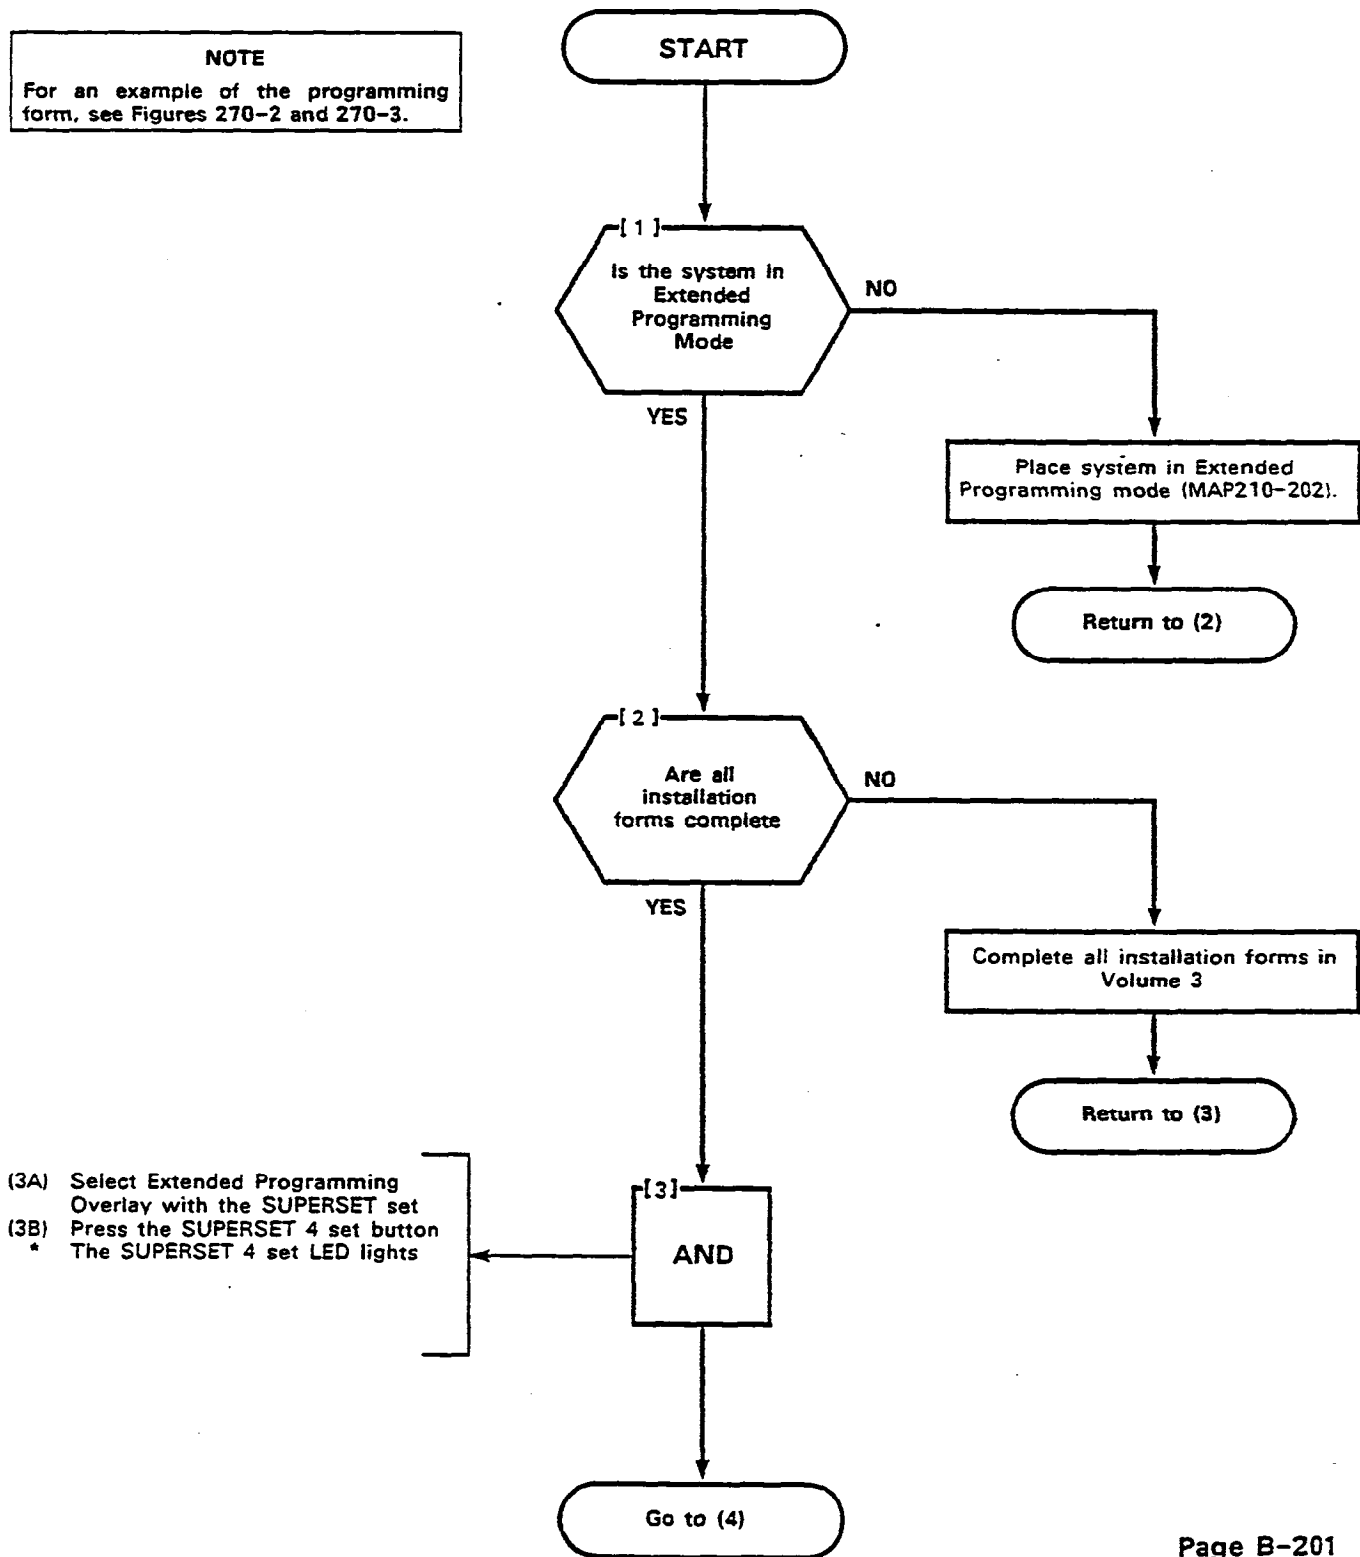 NOTE
For an example of the programming
form, see Figures 270-2 and 270-3.
START
[ 1 ]
Is the system in
Extended
Programming
Mode
NO
YES
Place system in Extended
Programming mode (MAP210-202).
Return to (2)
[ 2 ]
Are all
installation
forms complete
NO
YES
Complete all installation forms in
Volume 3
Return to (3)
(3A) Select Extended Programming
Overlay with the SUPERSET set
(3B) Press the SUPERSET 4 set button
* The SUPERSET 4 set LED lights
[3]
AND
Go to (4)
Page B-201